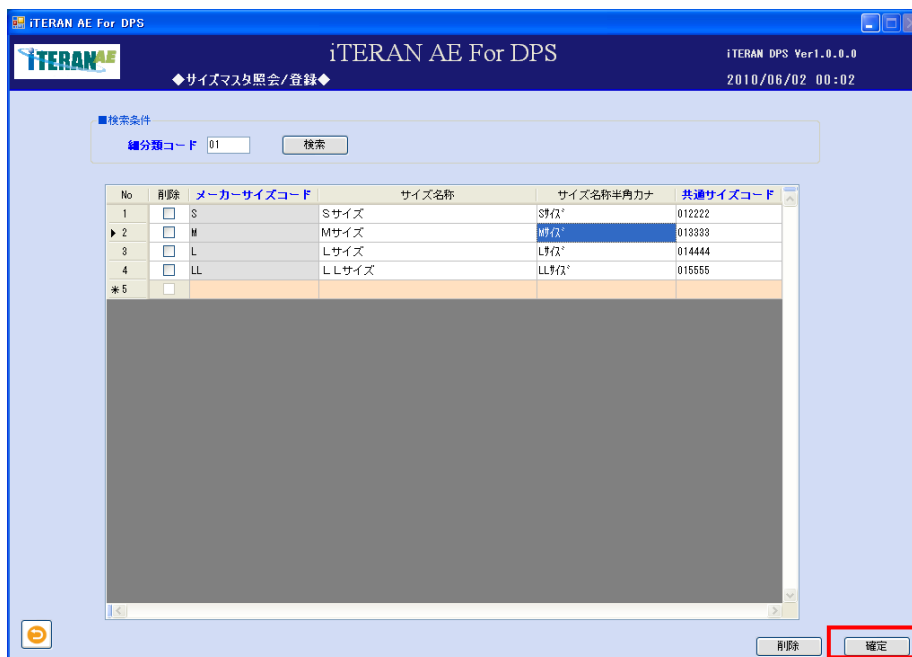 iTERAN AE For DPS
iTERAN AE
iTERAN AE For DPS
iTERAN DPS Ver1.0.0.0
◆サイズマスタ照会/登録◆
2010/06/02 00:02
■検索条件
細分類コード 01 検索
No 削除 メーカーサイズコード サイズ名称 サイズ名称半角カナ 共通サイズコード
1 S Sサイズ Sｻｲｽﾞ 012222
2 M Mサイズ Mｻｲｽﾞ 013333
3 L Lサイズ Lｻｲｽﾞ 014444
4 LL LLサイズ LLｻｲｽﾞ 015555
*5
削除 確定